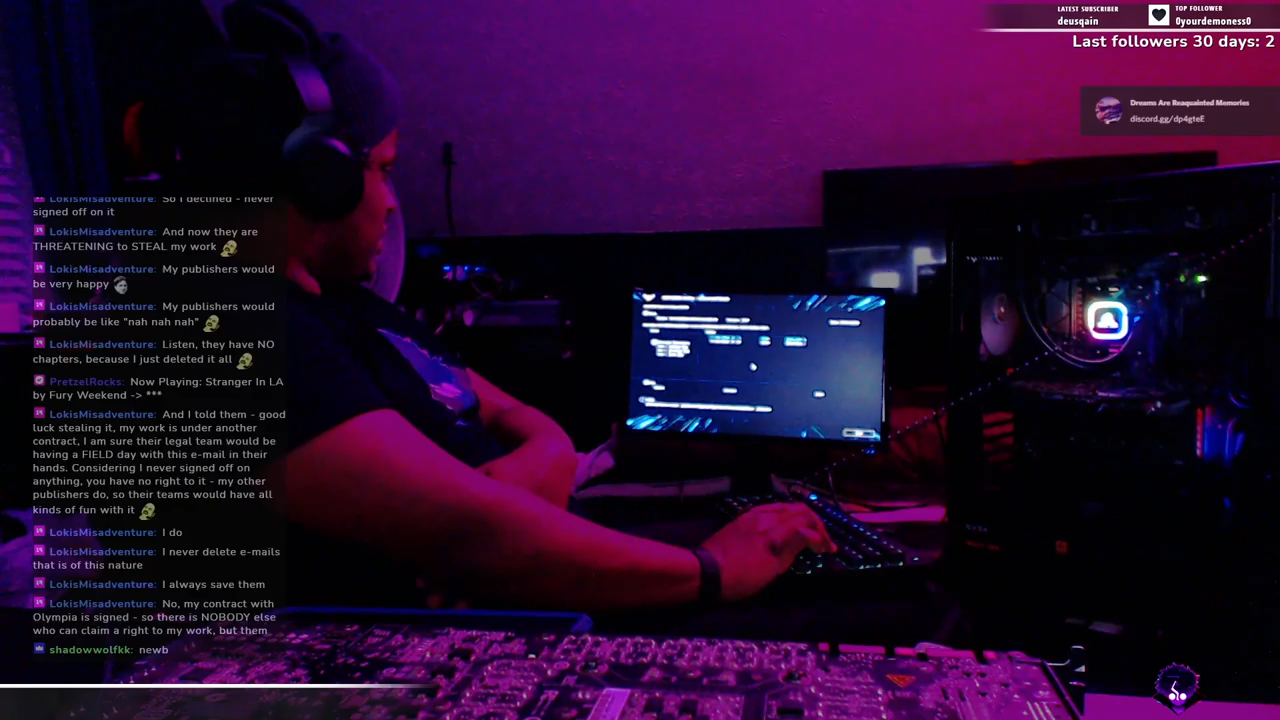 LATEST SUBSCRIBER
deusqain
TOP FOLLOWER
0yourdemoness0
Last followers 30 days: 2
Dreams Are Reaquainted Memories
discord.gg/dp4gteE
LokisMisadventure: So I declined - never
signed off on it
LokisMisadventure: And now they are
THREATENING to STEAL my work
LokisMisadventure: My publishers would
be very happy
LokisMisadventure: My publishers would
probably be like "nah nah nah"
LokisMisadventure: Listen, they have NO
chapters, because I just deleted it all
PretzelRocks: Now Playing: Stranger In LA
by Fury Weekend -> ***
LokisMisadventure: And I told them - good
luck stealing it, my work is under another
contract, I am sure their legal team would be
having a FIELD day with this e-mail in their
hands. Considering I never signed off on
anything, you have no right to it - my other
publishers do, so their teams would have all
kinds of fun with it
LokisMisadventure: I do
LokisMisadventure: I never delete e-mails
that is of this nature
LokisMisadventure: I always save them
LokisMisadventure: No, my contract with
Olympia is signed - so there is NOBODY else
who can claim a right to my work, but them
shadowwolfkk: newb